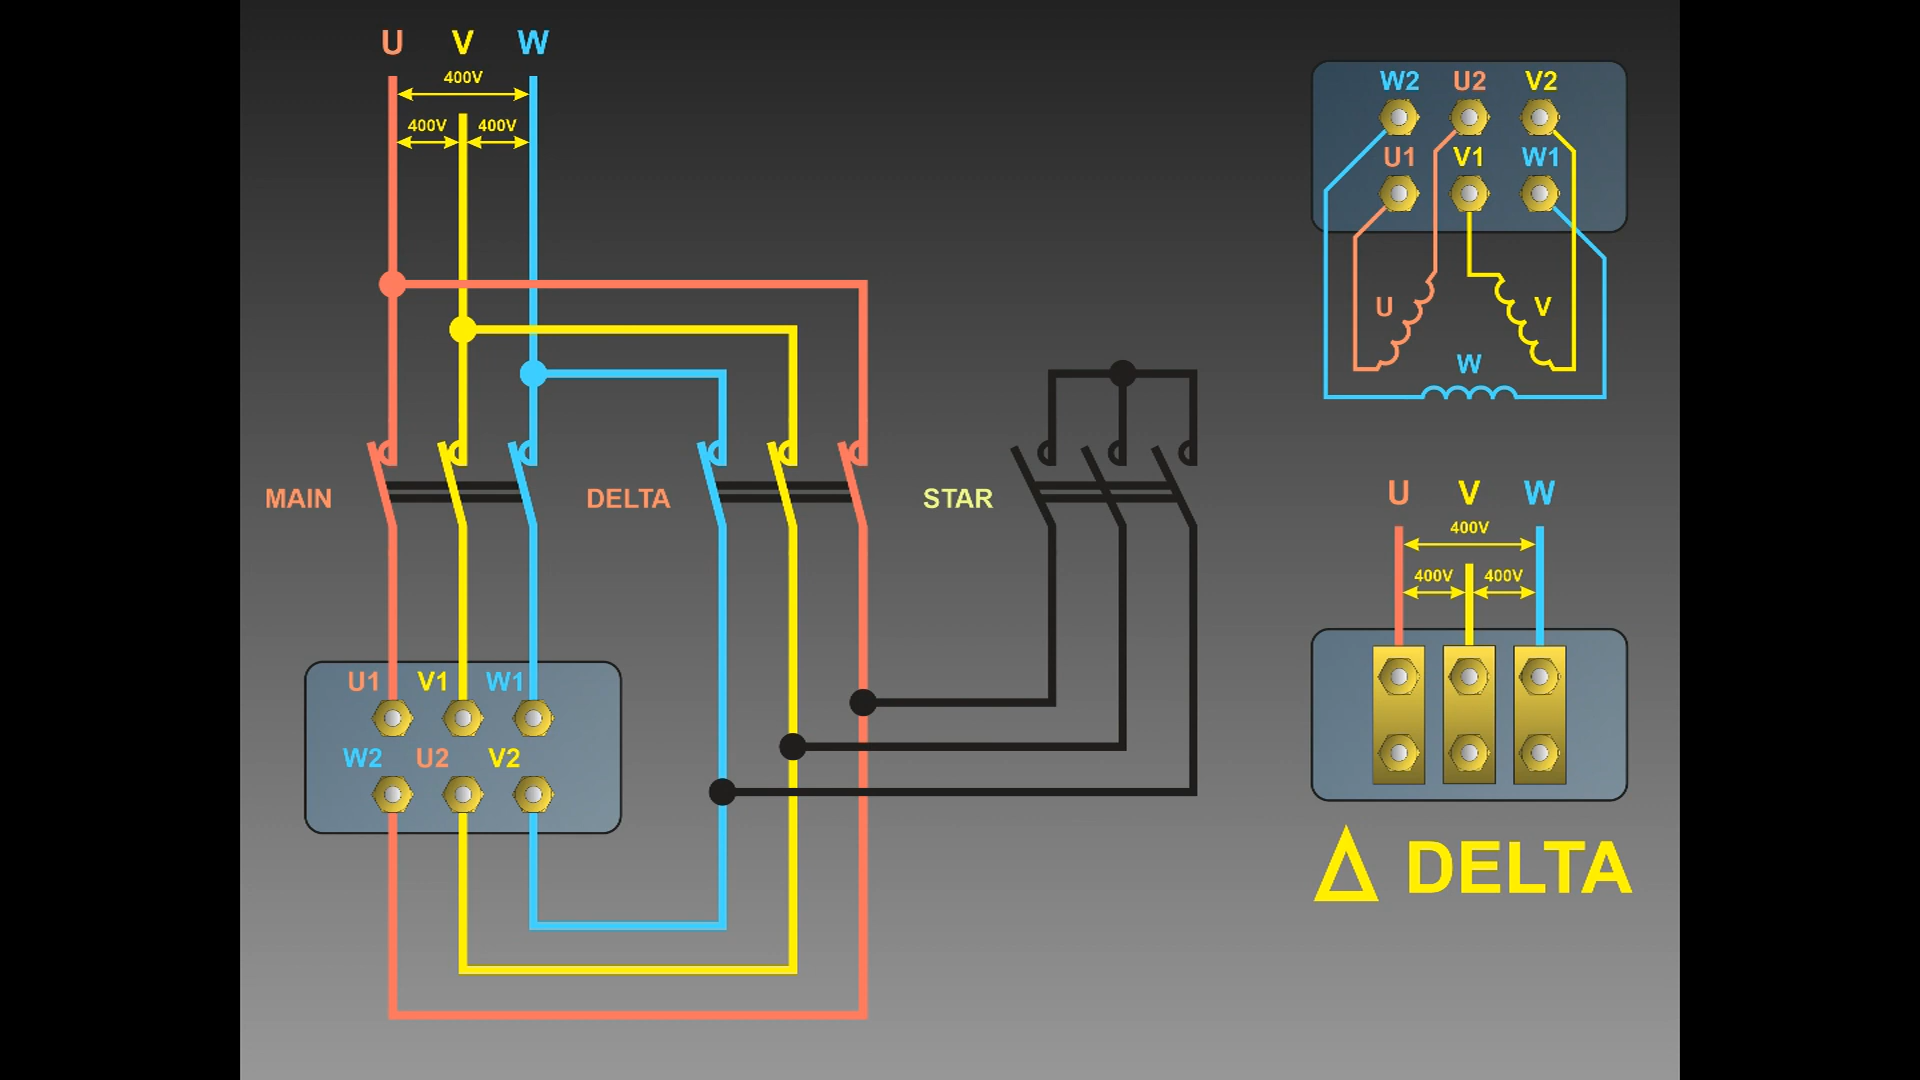 U V W
400V
400V 400V
MAIN
DELTA
STAR
U1 V1 W1
W2 U2 V2
W2 U2 V2
U1 V1 W1
U
V
W
U V W
400V
400V 400V
Δ DELTA